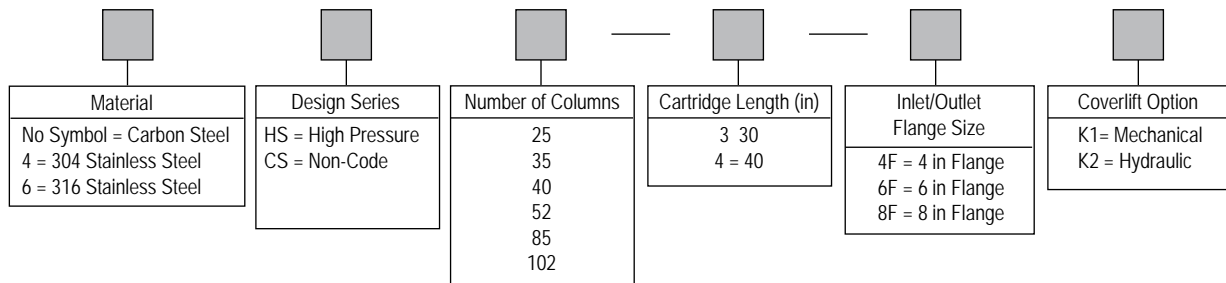 Material
No Symbol = Carbon Steel
4 = 304 Stainless Steel
6 = 316 Stainless Steel
Design Series
HS = High Pressure
CS = Non-Code
Number of Columns
25
35
40
52
85
102
Cartridge Length (in)
3 30
4 = 40
Inlet/Outlet
Flange Size
4F = 4 in Flange
6F = 6 in Flange
8F = 8 in Flange
Coverlift Option
K1= Mechanical
K2 = Hydraulic